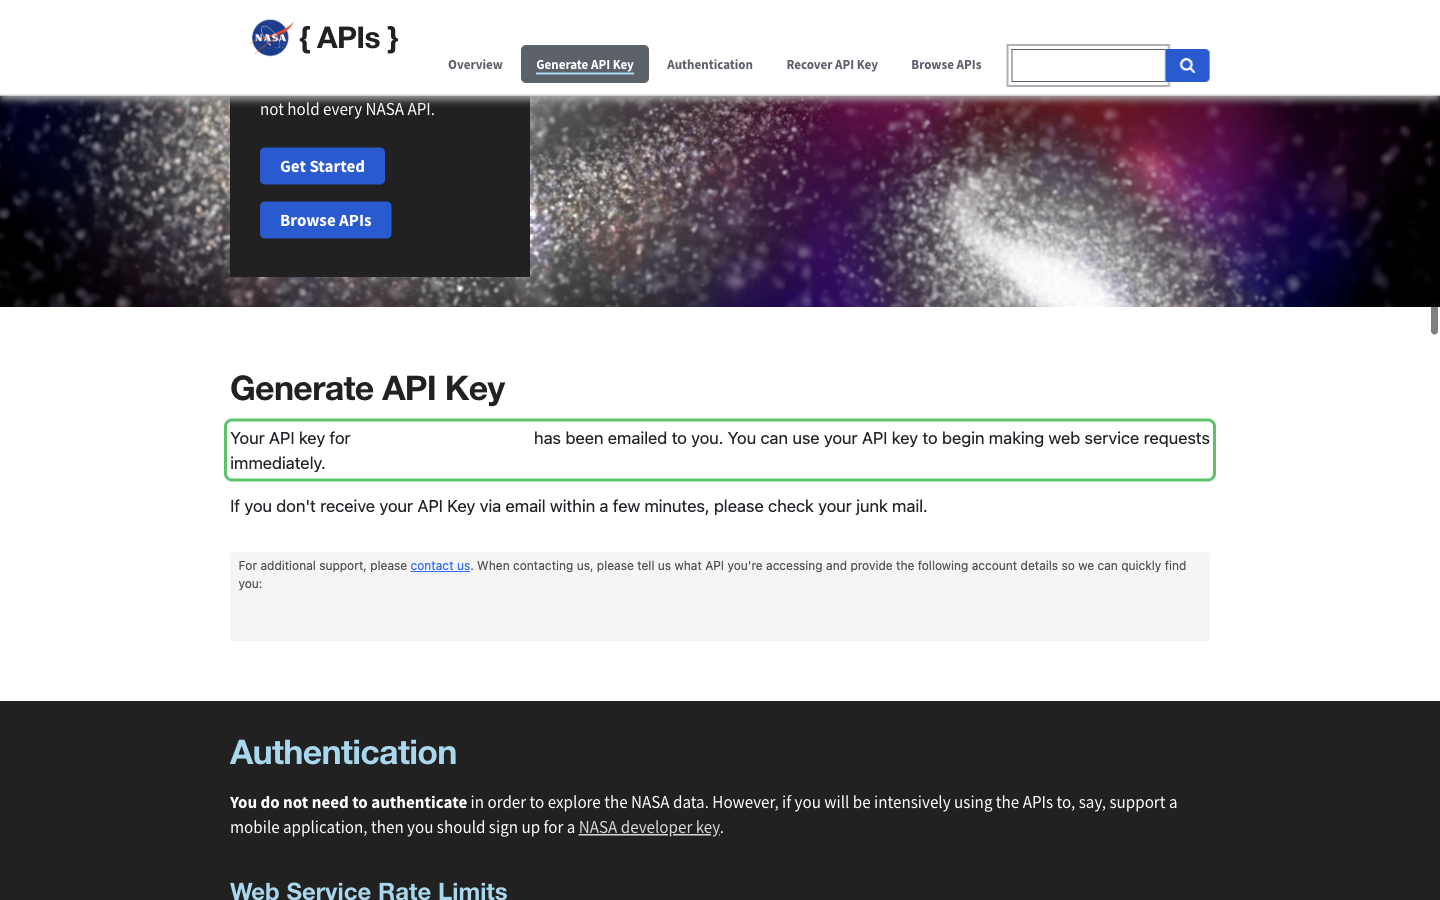 NASA { APIs }
Overview
Generate API Key
Authentication
Recover API Key
Browse APIs
not hold every NASA API.
Get Started
Browse APIs
Generate API Key
Your API key for has been emailed to you. You can use your API key to begin making web service requests
immediately.
If you don't receive your API Key via email within a few minutes, please check your junk mail.
For additional support, please contact us. When contacting us, please tell us what API you're accessing and provide the following account details so we can quickly find
you:
Authentication
You do not need to authenticate in order to explore the NASA data. However, if you will be intensively using the APIs to, say, support a
mobile application, then you should sign up for a NASA developer key.
Web Service Rate Limits